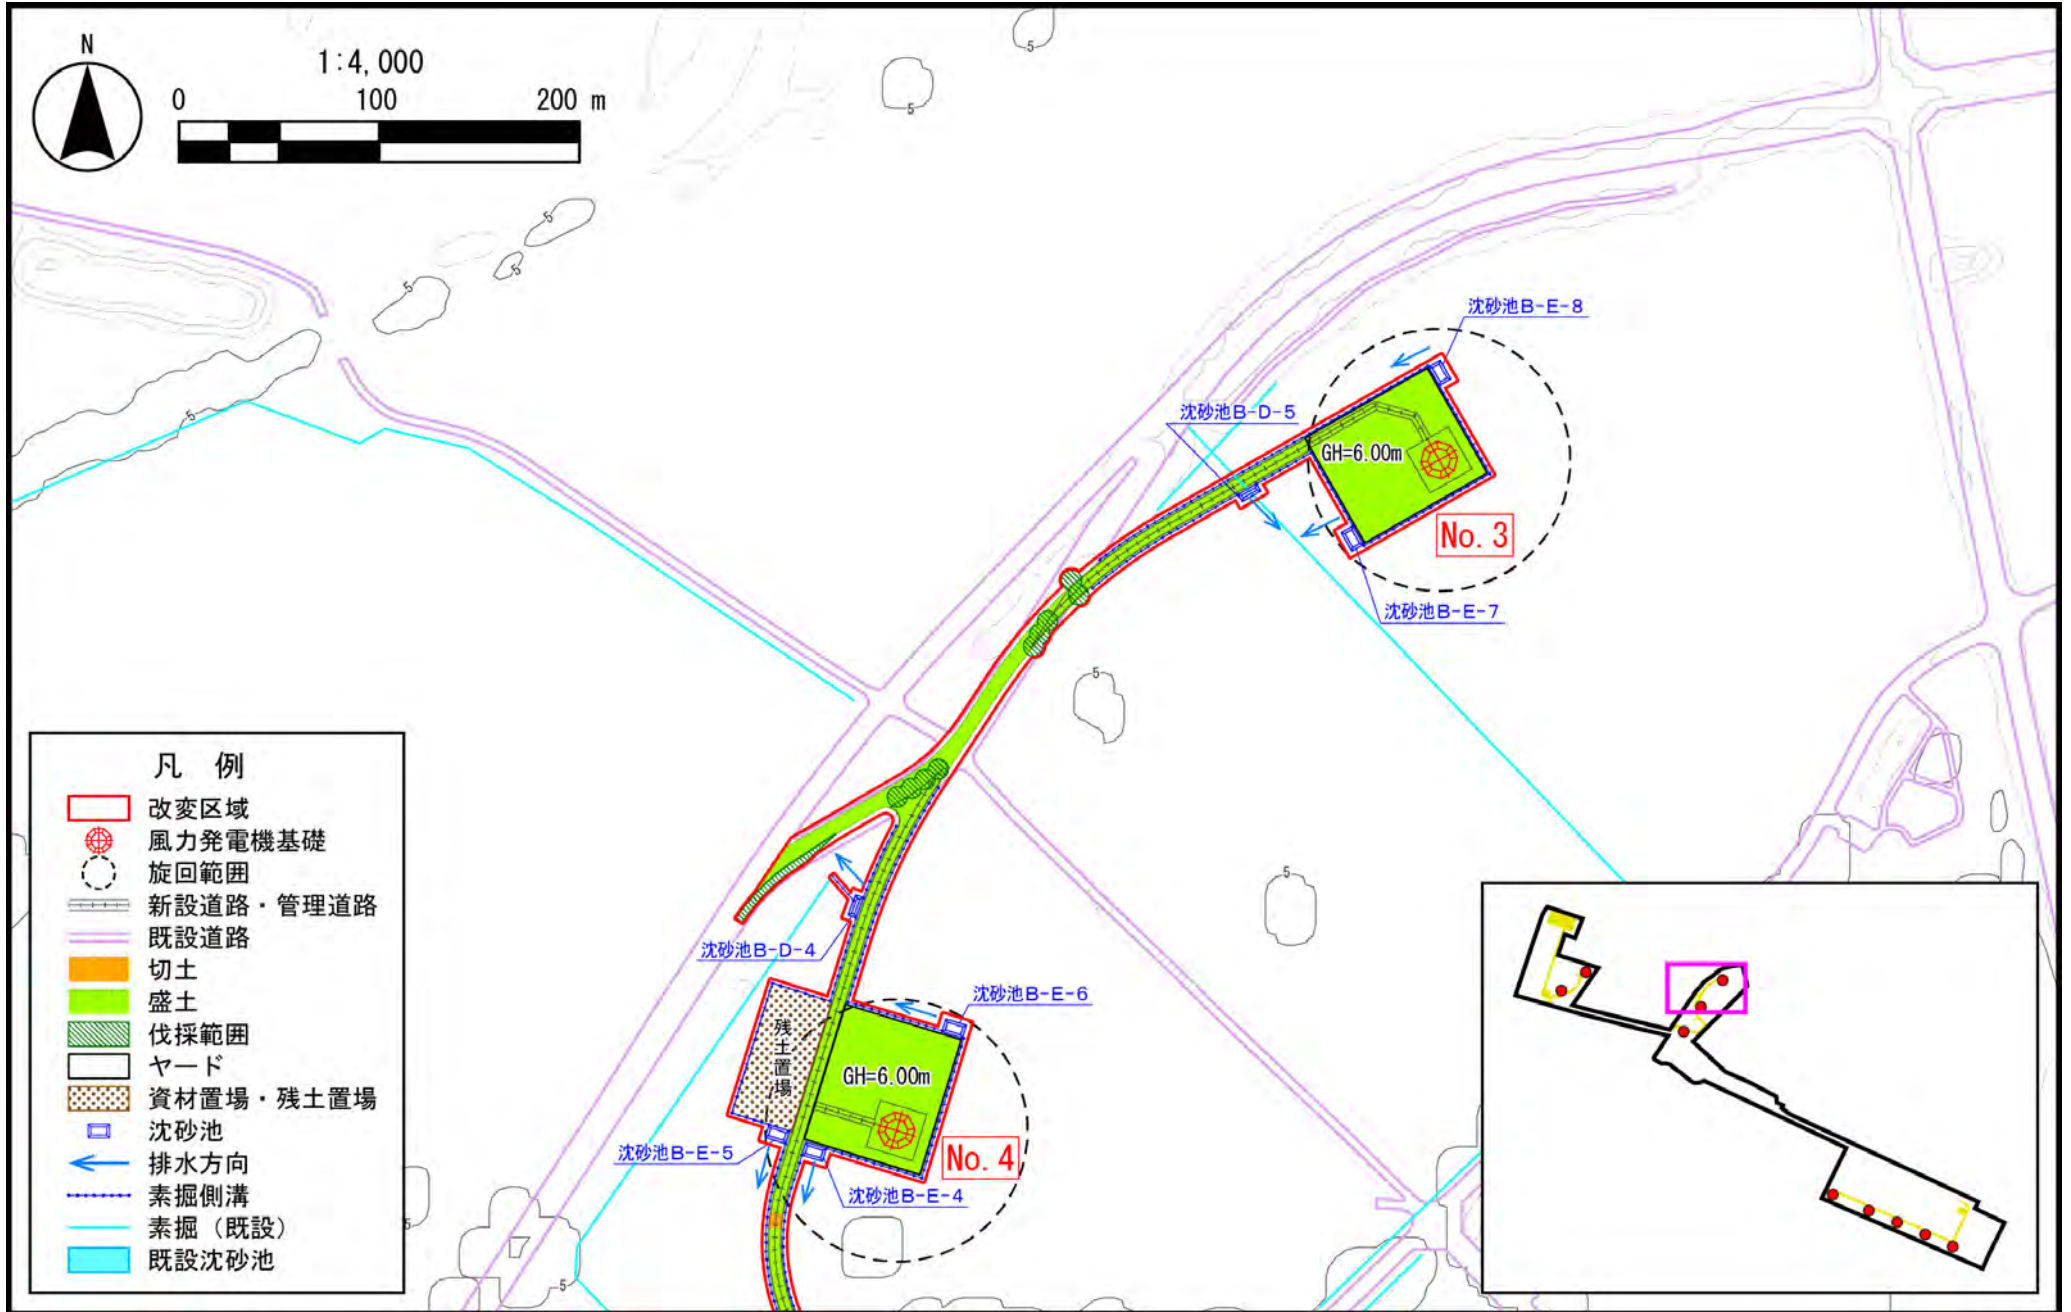 N
1:4,000
0 100 200 m
5
5
5
5
5
5
沈砂池B-E-8
沈砂池B-D-5
GH=6.00m
No. 3
沈砂池B-E-7
5
5
沈砂池B-D-4
沈砂池B-E-6
残土置場
GH=6.00m
沈砂池B-E-5
No. 4
沈砂池B-E-4
5
5
凡 例
改変区域
風力発電機基礎
旋回範囲
新設道路・管理道路
既設道路
切土
盛土
伐採範囲
ヤード
資材置場・残土置場
沈砂池
排水方向
素掘側溝
素掘（既設）
既設沈砂池